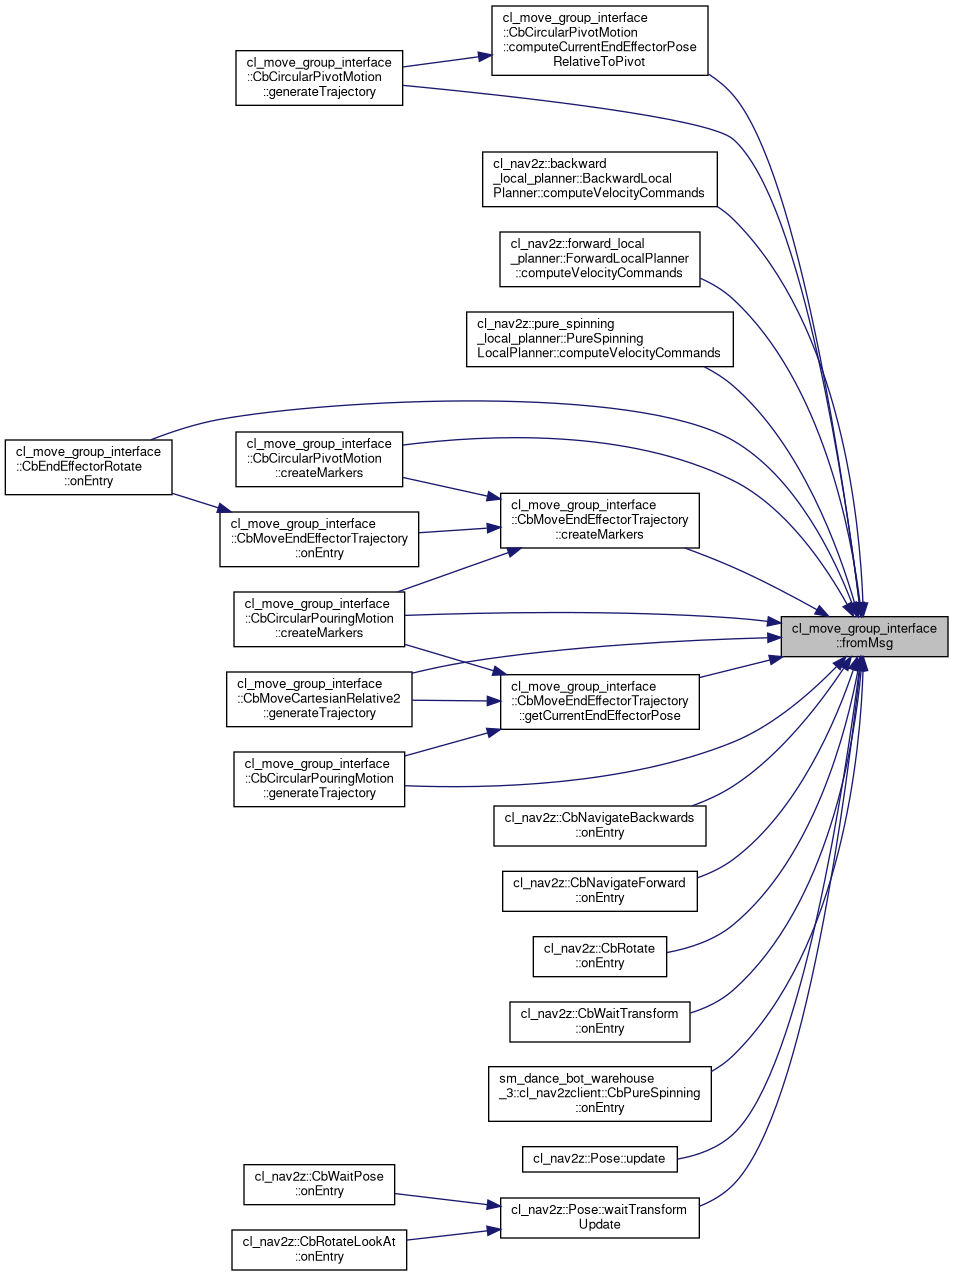 cl_move_group_interface
::CbCircularPivotMotion
::computeCurrentEndEffectorPose
RelativeToPivot
cl_move_group_interface
::CbCircularPivotMotion
::generateTrajectory
cl_nav2z::backward
_local_planner::BackwardLocal
Planner::computeVelocityCommands
cl_nav2z::forward_local
_planner::ForwardLocalPlanner
::computeVelocityCommands
cl_nav2z::pure_spinning
_local_planner::PureSpinning
LocalPlanner::computeVelocityCommands
cl_move_group_interface
::CbEndEffectorRotate
::onEntry
cl_move_group_interface
::CbCircularPivotMotion
::createMarkers
cl_move_group_interface
::CbMoveEndEffectorTrajectory
::createMarkers
cl_move_group_interface
::CbMoveEndEffectorTrajectory
::onEntry
cl_move_group_interface
::CbCircularPouringMotion
::createMarkers
cl_move_group_interface
::fromMsg
cl_move_group_interface
::CbMoveCartesianRelative2
::generateTrajectory
cl_move_group_interface
::CbMoveEndEffectorTrajectory
::getCurrentEndEffectorPose
cl_move_group_interface
::CbCircularPouringMotion
::generateTrajectory
cl_nav2z::CbNavigateBackwards
::onEntry
cl_nav2z::CbNavigateForward
::onEntry
cl_nav2z::CbRotate
::onEntry
cl_nav2z::CbWaitTransform
::onEntry
sm_dance_bot_warehouse
_3::cl_nav2zclient::CbPureSpinning
::onEntry
cl_nav2z::Pose::update
cl_nav2z::CbWaitPose
::onEntry
cl_nav2z::Pose::waitTransform
Update
cl_nav2z::CbRotateLookAt
::onEntry